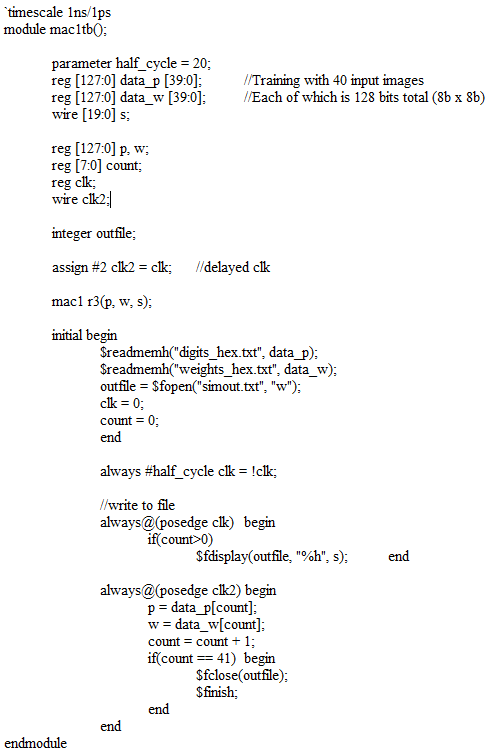 `timescale 1ns/1ps
module mac1tb();
parameter half_cycle = 20;
reg [127:0] data_p [39:0]; //Training with 40 input images
reg [127:0] data_w [39:0]; //Each of which is 128 bits total (8b x 8b)
wire [19:0] s;
reg [127:0] p, w;
reg [7:0] count;
reg clk;
wire clk2;
integer outfile;
assign #2 clk2 = clk; //delayed clk
mac1 r3(p, w, s);
initial begin
$readmemh("digits_hex.txt", data_p);
$readmemh("weights_hex.txt", data_w);
outfile = $fopen("simout.txt", "w");
clk = 0;
count = 0;
end
always #half_cycle clk = !clk;
//write to file
always@(posedge clk) begin
if(count>0)
$fdisplay(outfile, "%h", s); end
always@(posedge clk2) begin
p = data_p[count];
w = data_w[count];
count = count + 1;
if(count == 41) begin
$fclose(outfile);
$finish;
end
end
endmodule